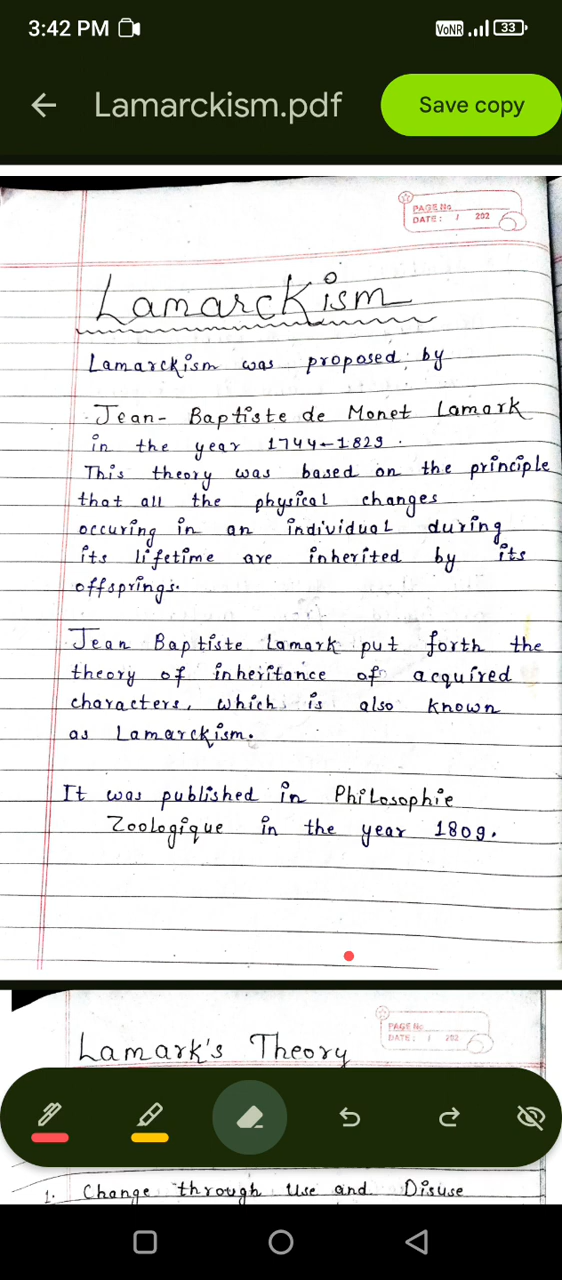 3:42 PM
VoNR 33
Lamarckism.pdf
Save copy
PAGE No
DATE: / 202
Lamarckism
Lamarckism was proposed by
Jean- Baptiste de Monet Lamark
in the year 1744-1829.
This theory was based on the principle
that all the physical changes
occuring in an individual during
its lifetime are inherited by its
offsprings.
Jean Baptiste Lamark put forth the
theory of inheritance of acquired
characters, which is also known
as Lamarckism.
It was published in Philosophie
Zoologique in the year 1809.
PAGE No
DATE: / 202
Lamark's Theory
1. Change through Use and Disuse